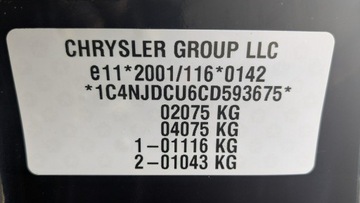 CHRYSLER GROUP LLC
e11*2001/116*0142
*1C4NJDCU6CD593675*
02075 KG
04075 KG
1-01116 KG
2-01043 KG